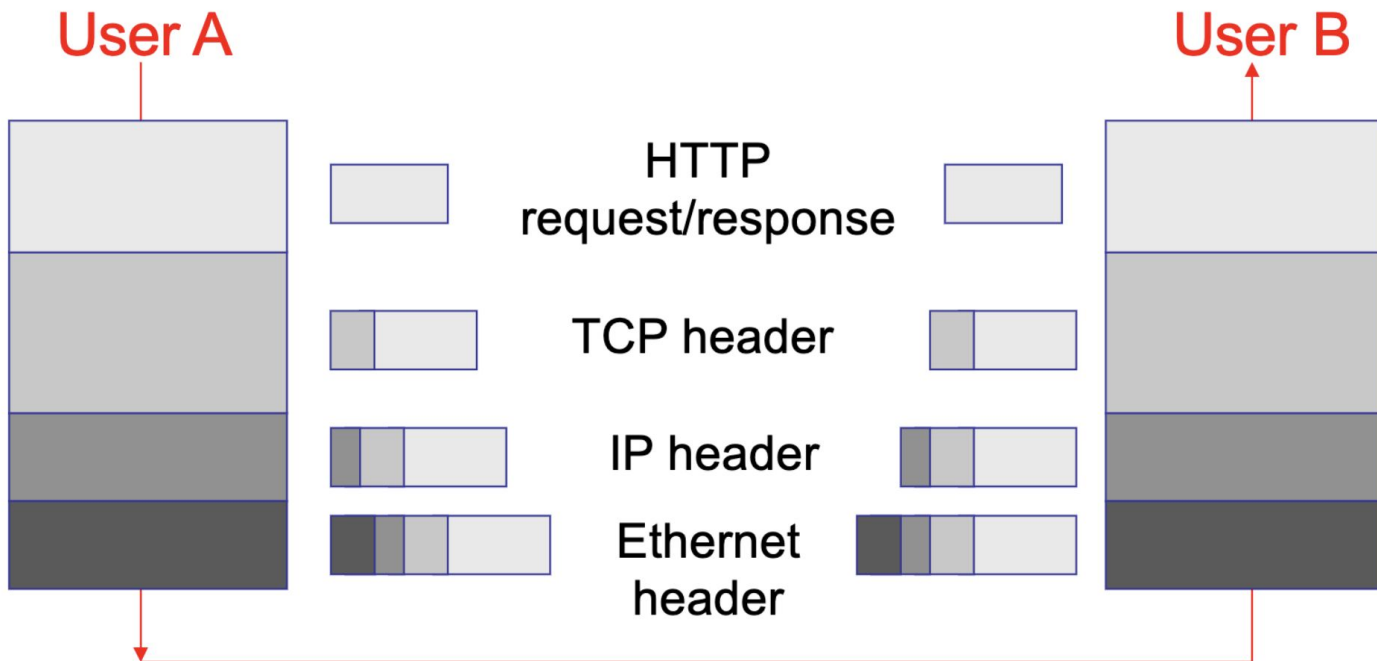 User A
User B
HTTP
request/response
TCP header
IP header
Ethernet
header